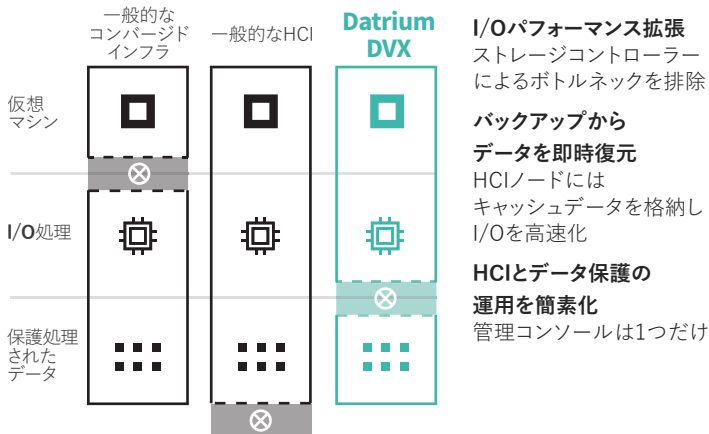 一般的な
コンバージド
インフラ
一般的なHCI
Datrium
DVX
仮想
マシン
I/O処理
保護処理
された
データ
I/Oパフォーマンス拡張
ストレージコントローラー
によるボトルネックを排除
バックアップから
データを即時復元
HCIノードには
キャッシュデータを格納し
I/Oを高速化
HCIとデータ保護の
運用を簡素化
管理コンソールは1つだけ